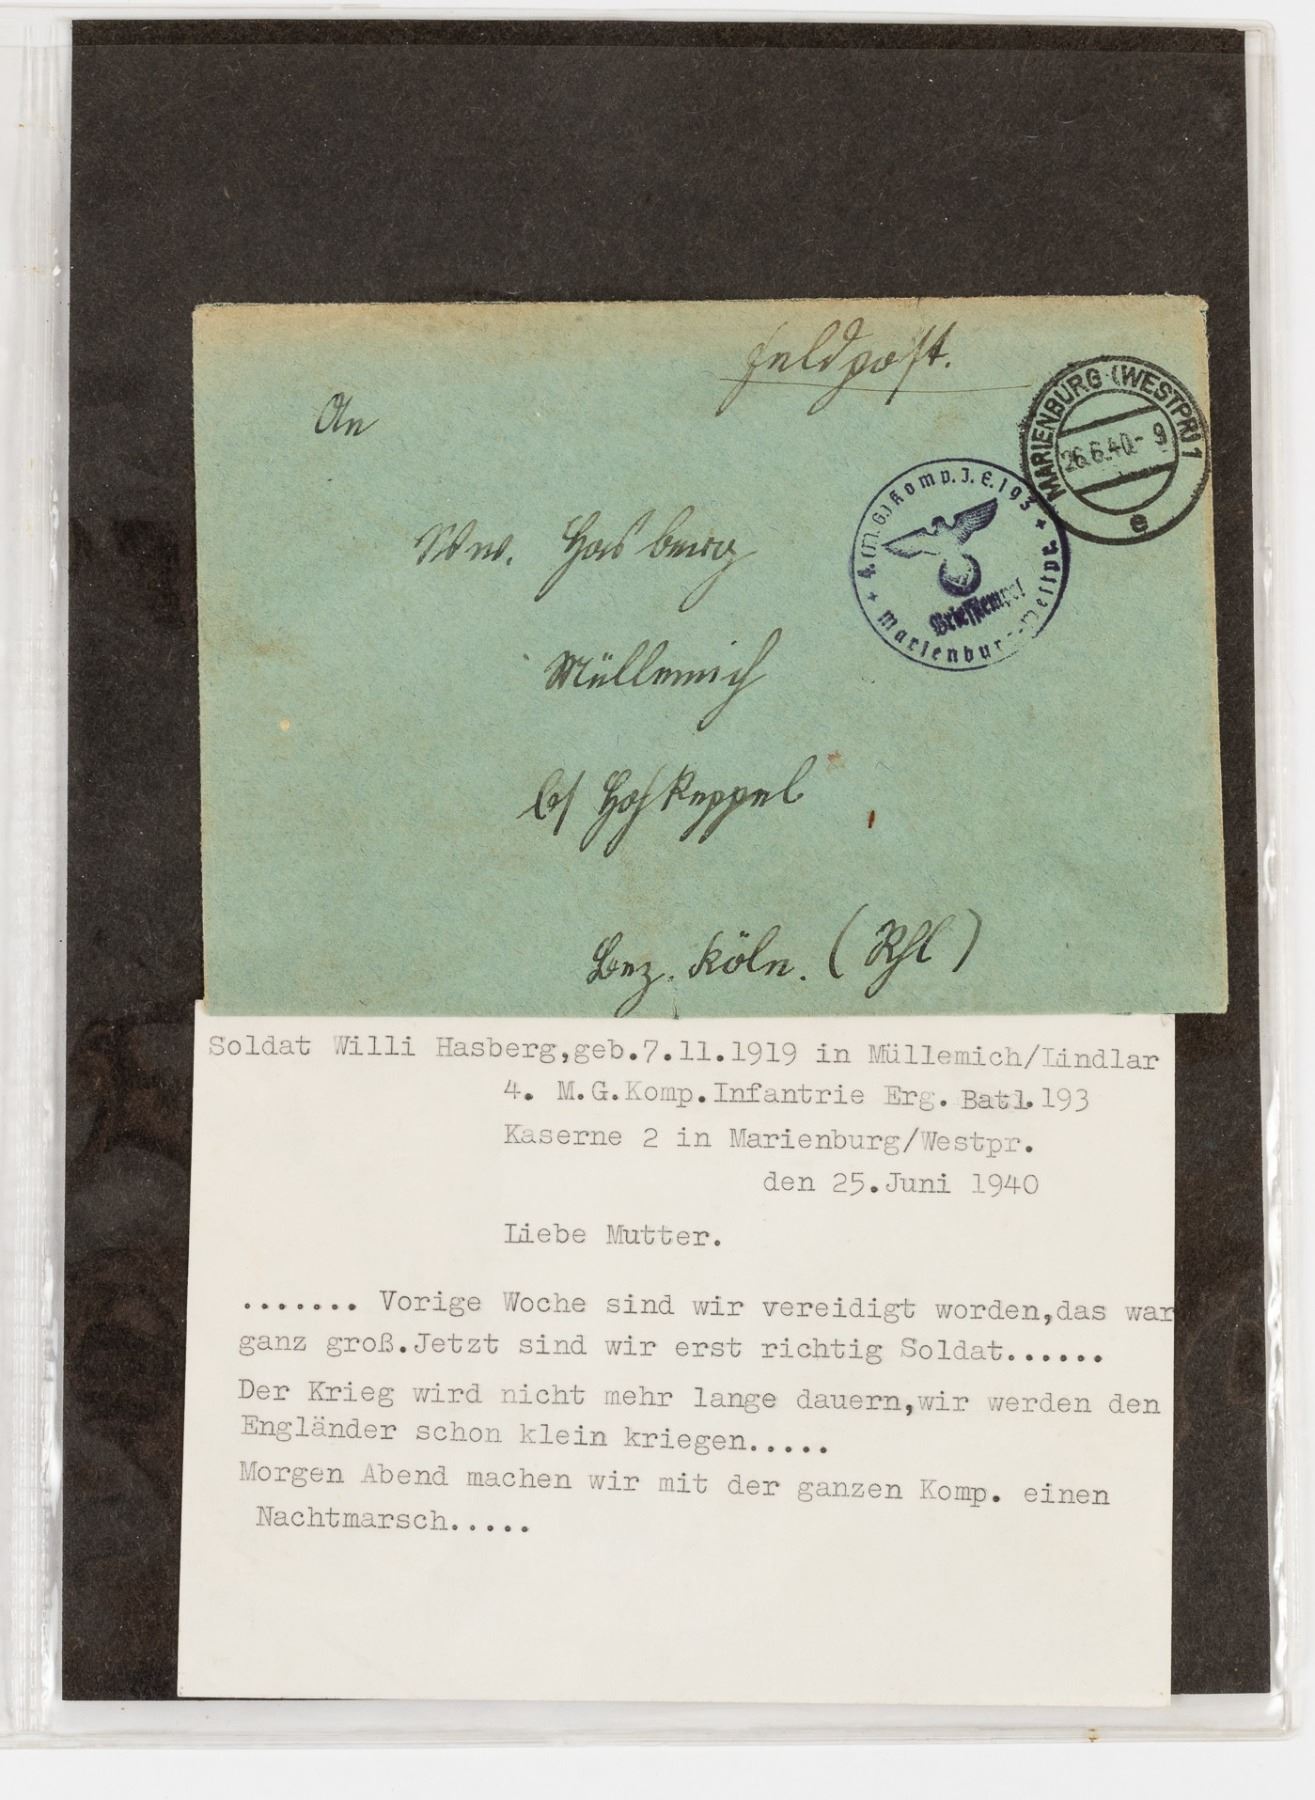 Feldpost.
An
MARIENBURG (WESTPR) 1
26.6.40.- 9
e
4. (M.G.) Komp. J. E. 193
Briefstempel
Marienburg-Westpr.
Ww. Hasberg
Müllemich
b/ Hofkeppel
Bez. Köln. (Rhl)
Soldat Willi Hasberg,geb.7.11.1919 in Müllemich/Lindlar
4. M.G.Komp.Infantrie Erg. Batl.193
Kaserne 2 in Marienburg/Westpr.
den 25.Juni 1940
Liebe Mutter.
....... Vorige Woche sind wir vereidigt worden,das war
ganz groß.Jetzt sind wir erst richtig Soldat......
Der Krieg wird nicht mehr lange dauern,wir werden den
Engländer schon klein kriegen.....
Morgen Abend machen wir mit der ganzen Komp. einen
Nachtmarsch.....